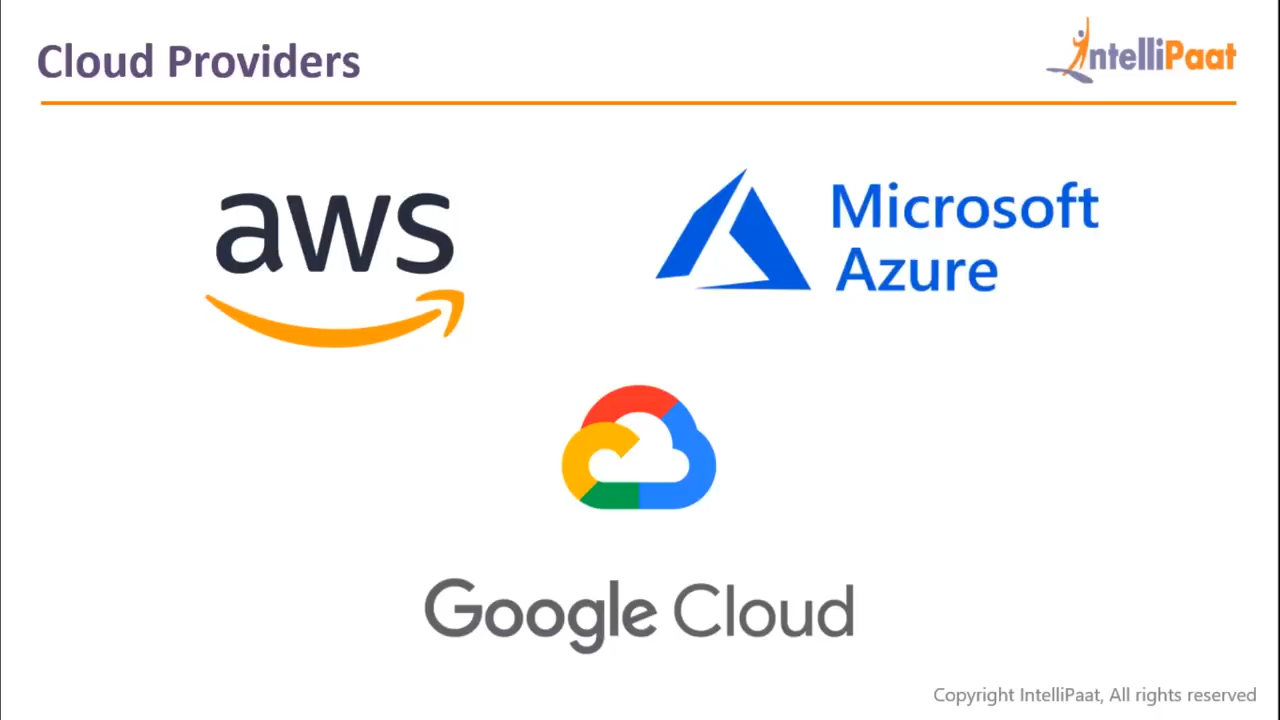 Cloud Providers
IntelliPaat
aws
Microsoft
Azure
Google Cloud
Copyright IntelliPaat, All rights reserved